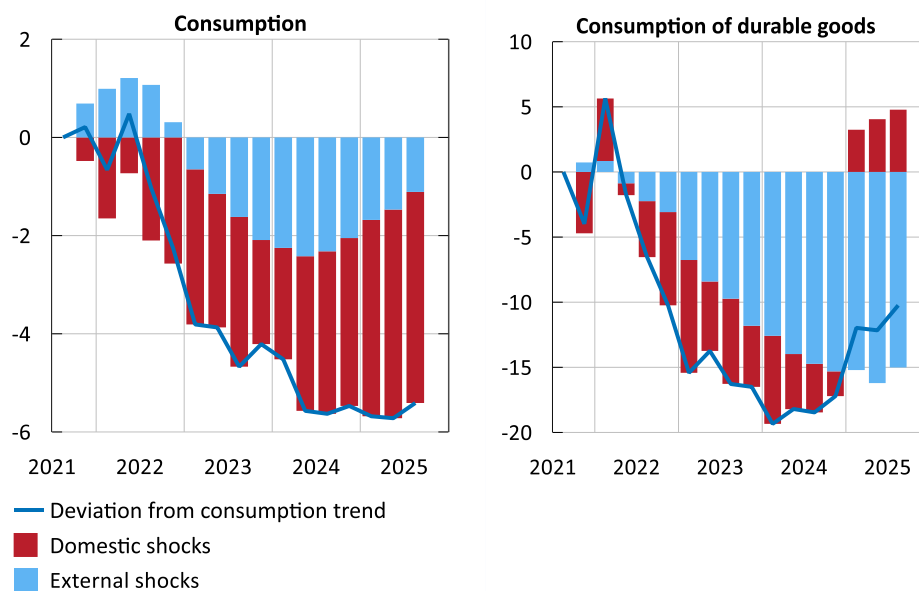 Consumption
2
0
-2
-4
-6
2021 2022 2023 2024 2025
Consumption of durable goods
10
5
0
-5
-10
-15
-20
2021 2022 2023 2024 2025
Deviation from consumption trend
Domestic shocks
External shocks